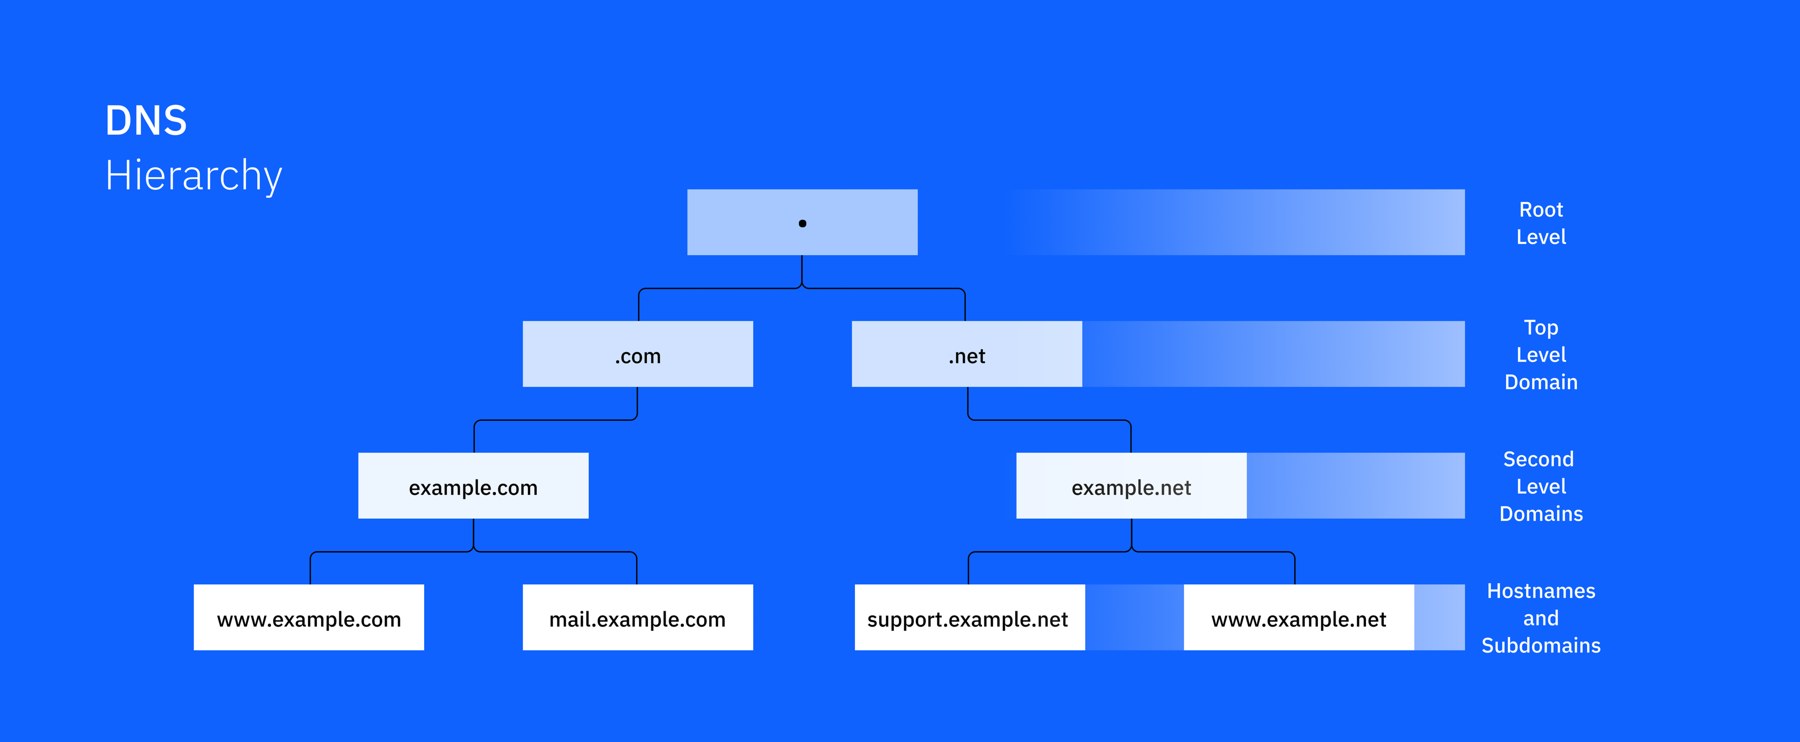 DNS
Hierarchy
•
Root
Level
.com
.net
Top
Level
Domain
example.com
example.net
Second
Level
Domains
www.example.com
mail.example.com
support.example.net
www.example.net
Hostnames
and
Subdomains